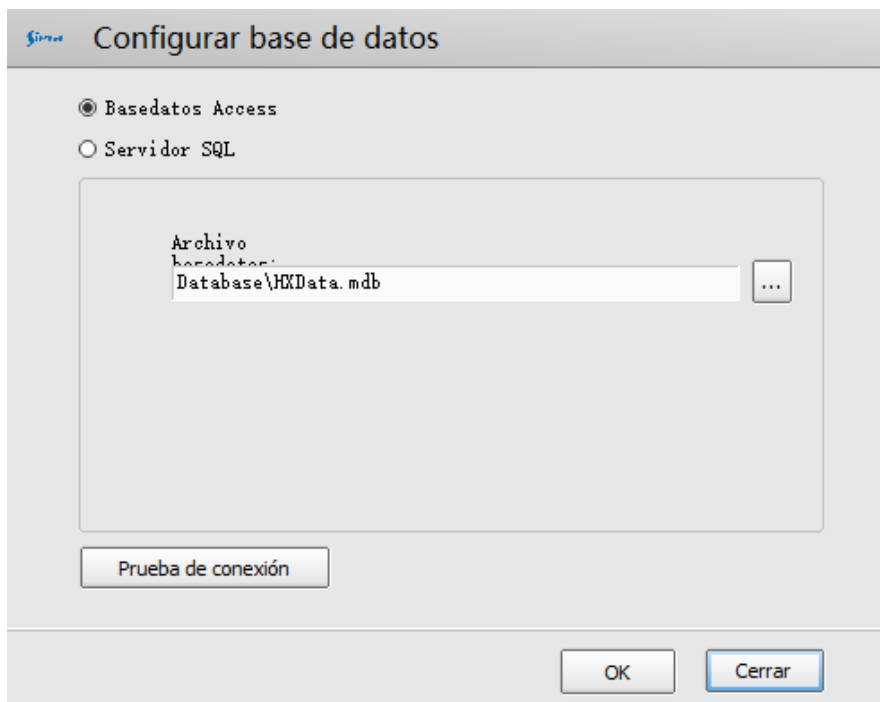 Configurar base de datos
Basedatos Access
Servidor SQL
Archivo
Database\HXData.mdb
...
Prueba de conexión
OK
Cerrar